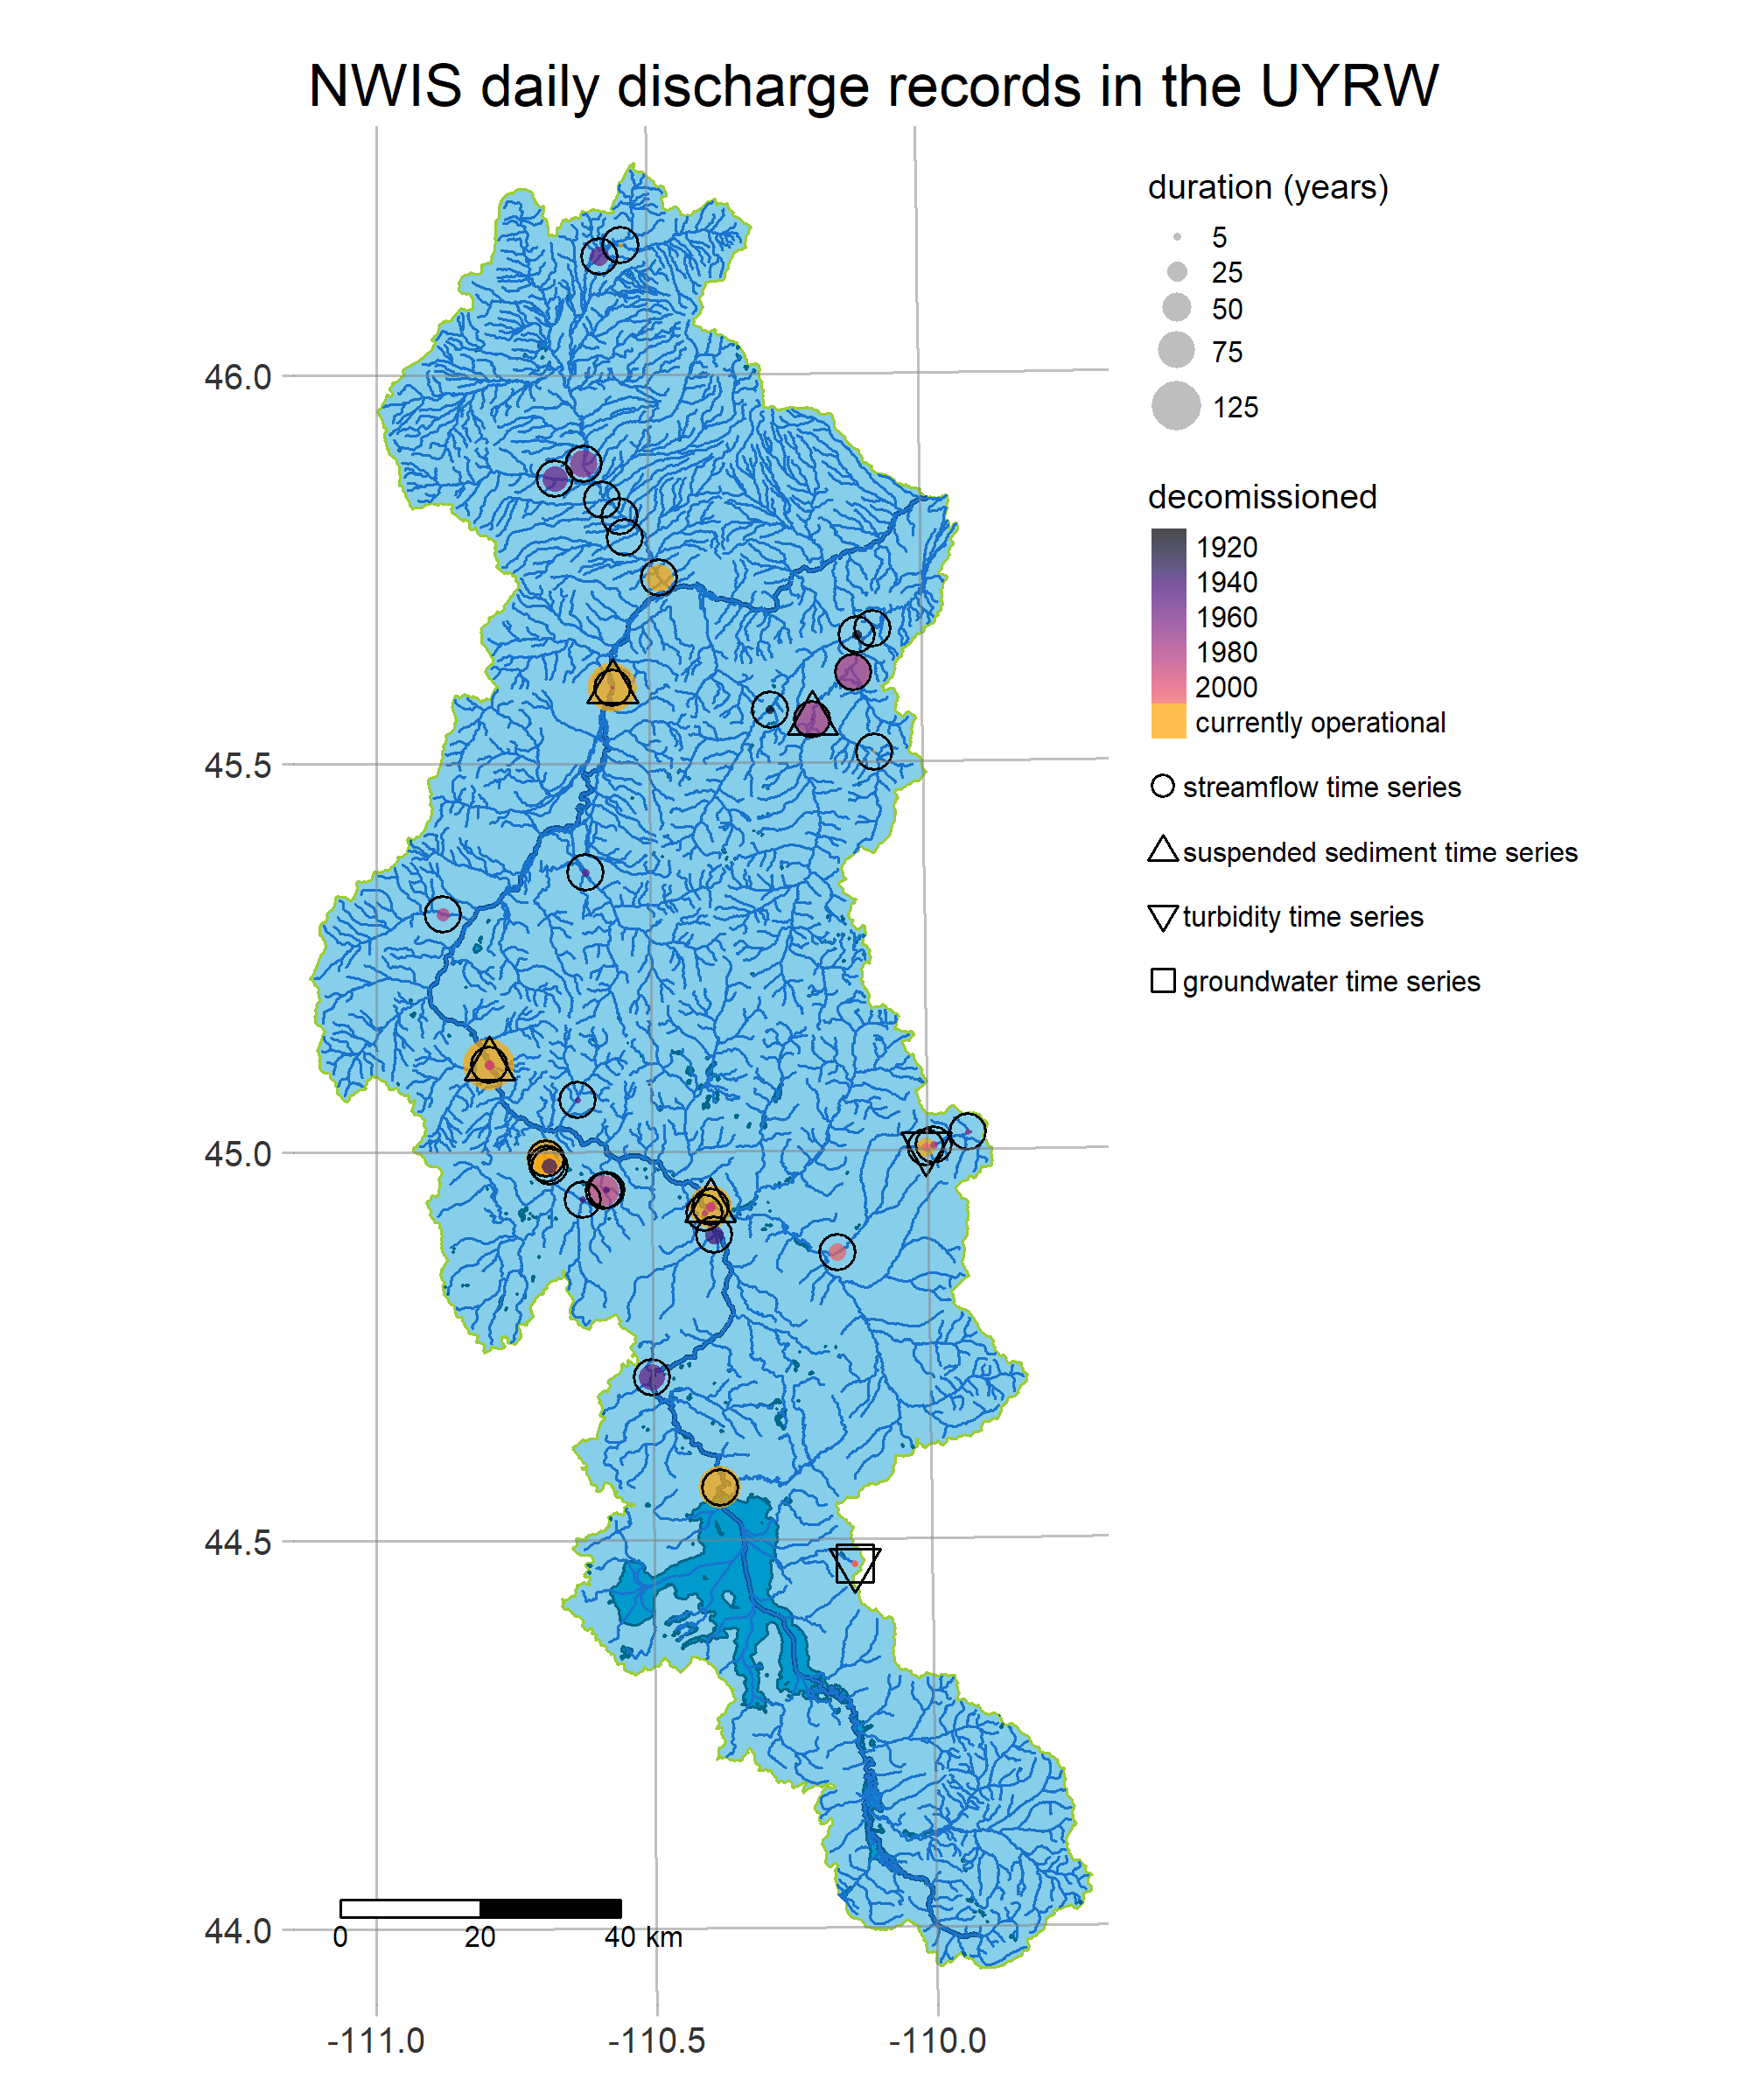 NWIS daily discharge records in the UYRW
duration (years)
5
25
50
75
125
decomissioned
1920
1940
1960
1980
2000
currently operational
streamflow time series
suspended sediment time series
turbidity time series
groundwater time series
46.0
45.5
45.0
44.5
44.0
0 20 40 km
-111.0 -110.5 -110.0